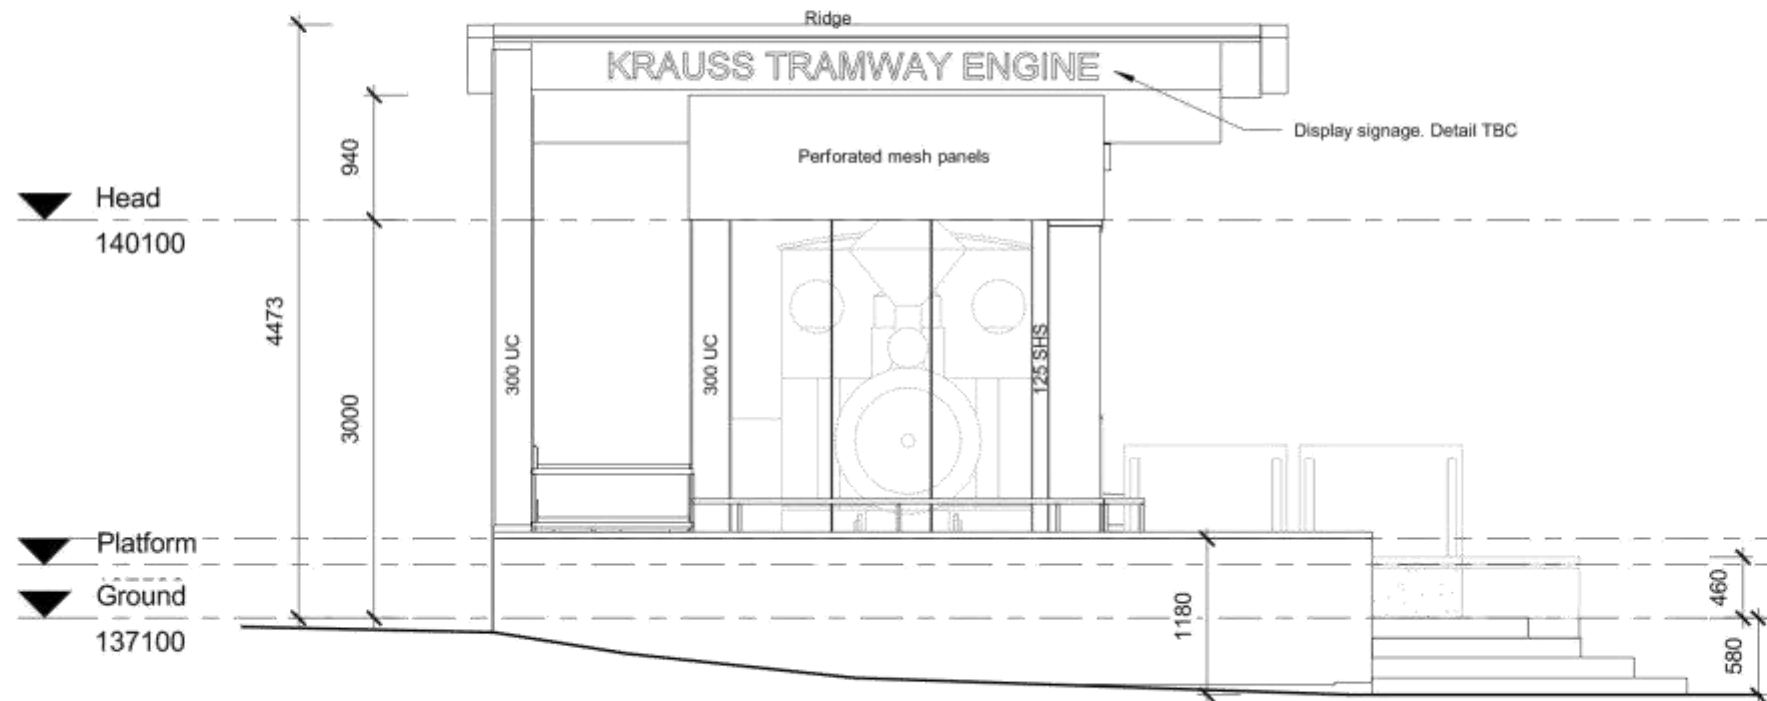 Ridge
KRAUSS TRAMWAY ENGINE
Display signage. Detail TBC
Perforated mesh panels
940
Head
140100
4473
3000
300 UC
300 UC
125 SHS
Platform
Ground
137100
1180
460
580